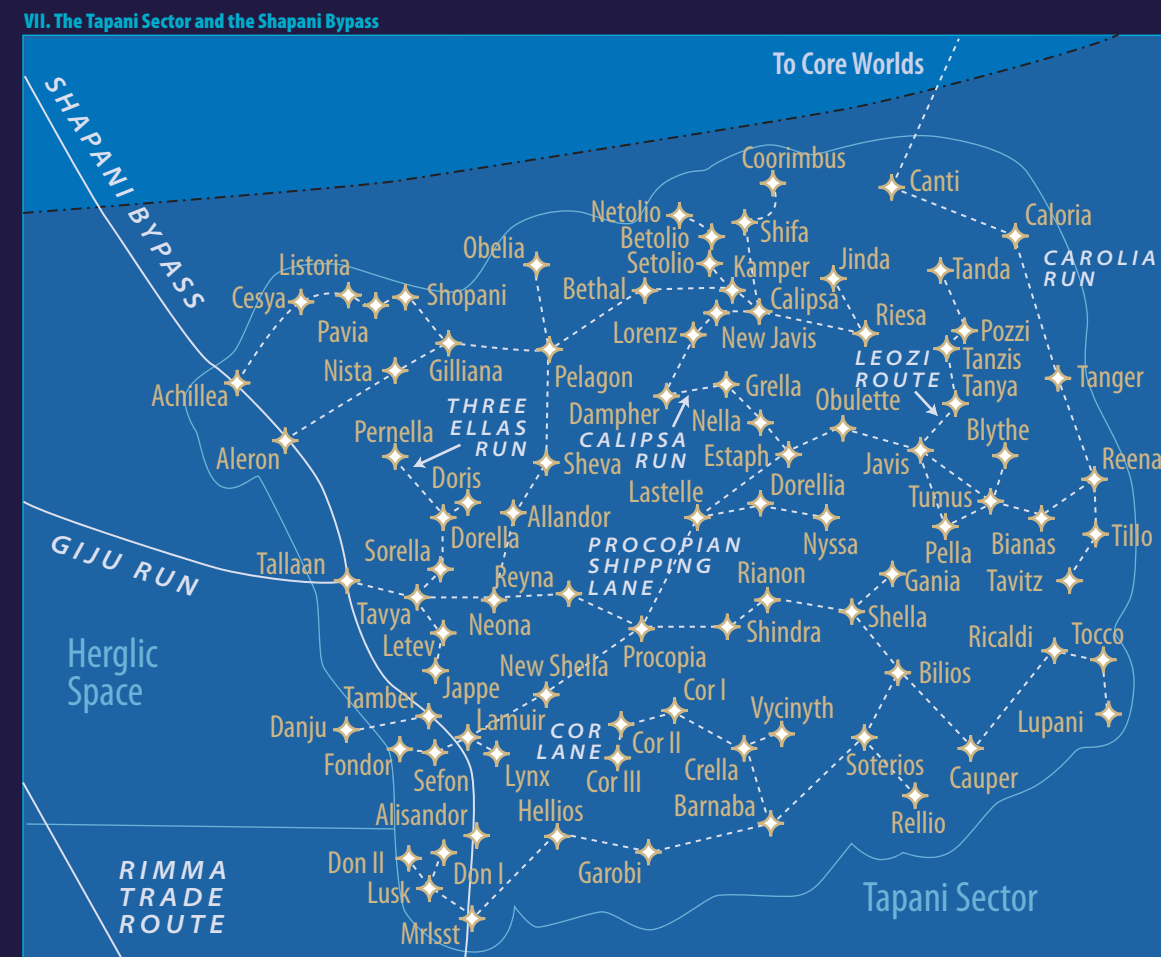 VII. The Tapani Sector and the Shapani Bypass
To Core Worlds
SHAPANI BYPASS
Coorimbus
Canti
Netolio
Caloria
Betolio
Shifa
Obelia
Setolio
Kamper
Jinda
Tanda
CAROLIA
RUN
Listoria
Cesya
Shopani
Bethal
Calipsa
Pavia
Riesa
Pozzi
Lorenz
New Javis
Tanzis
LEOZI
ROUTE
Nista
Gilliana
Pelagon
Grella
Tanya
Tanger
Achillea
THREE
ELLAS
RUN
Dampher
Obulette
Nella
Blythe
Pernella
CALIPSA
RUN
Aleron
Sheva
Estaph
Javis
Reena
Doris
Lastelle
Dorellia
Tumus
Allandor
Dorella
Nyssa
Pella
Bianas
Tillo
GIJU RUN
Sorella
PROCOPIAN
SHIPPING
LANE
Tallaan
Reyna
Rianon
Gania
Tavitz
Tavya
Neona
Shella
Letev
Shindra
Ricaldi
Tocco
Herglic
Space
New Shella
Procopia
Jappe
Bilios
Tamber
Cor I
Danju
Lamuir
COR
LANE
Cor II
Vycinyth
Lupani
Fondor
Sefon
Lynx
Cor III
Crella
Soterios
Cauper
Alisandor
Hellios
Barnaba
Rellio
Don II
Don I
Garobi
RIMMA
TRADE
ROUTE
Lusk
Tapani Sector
Mrlsst